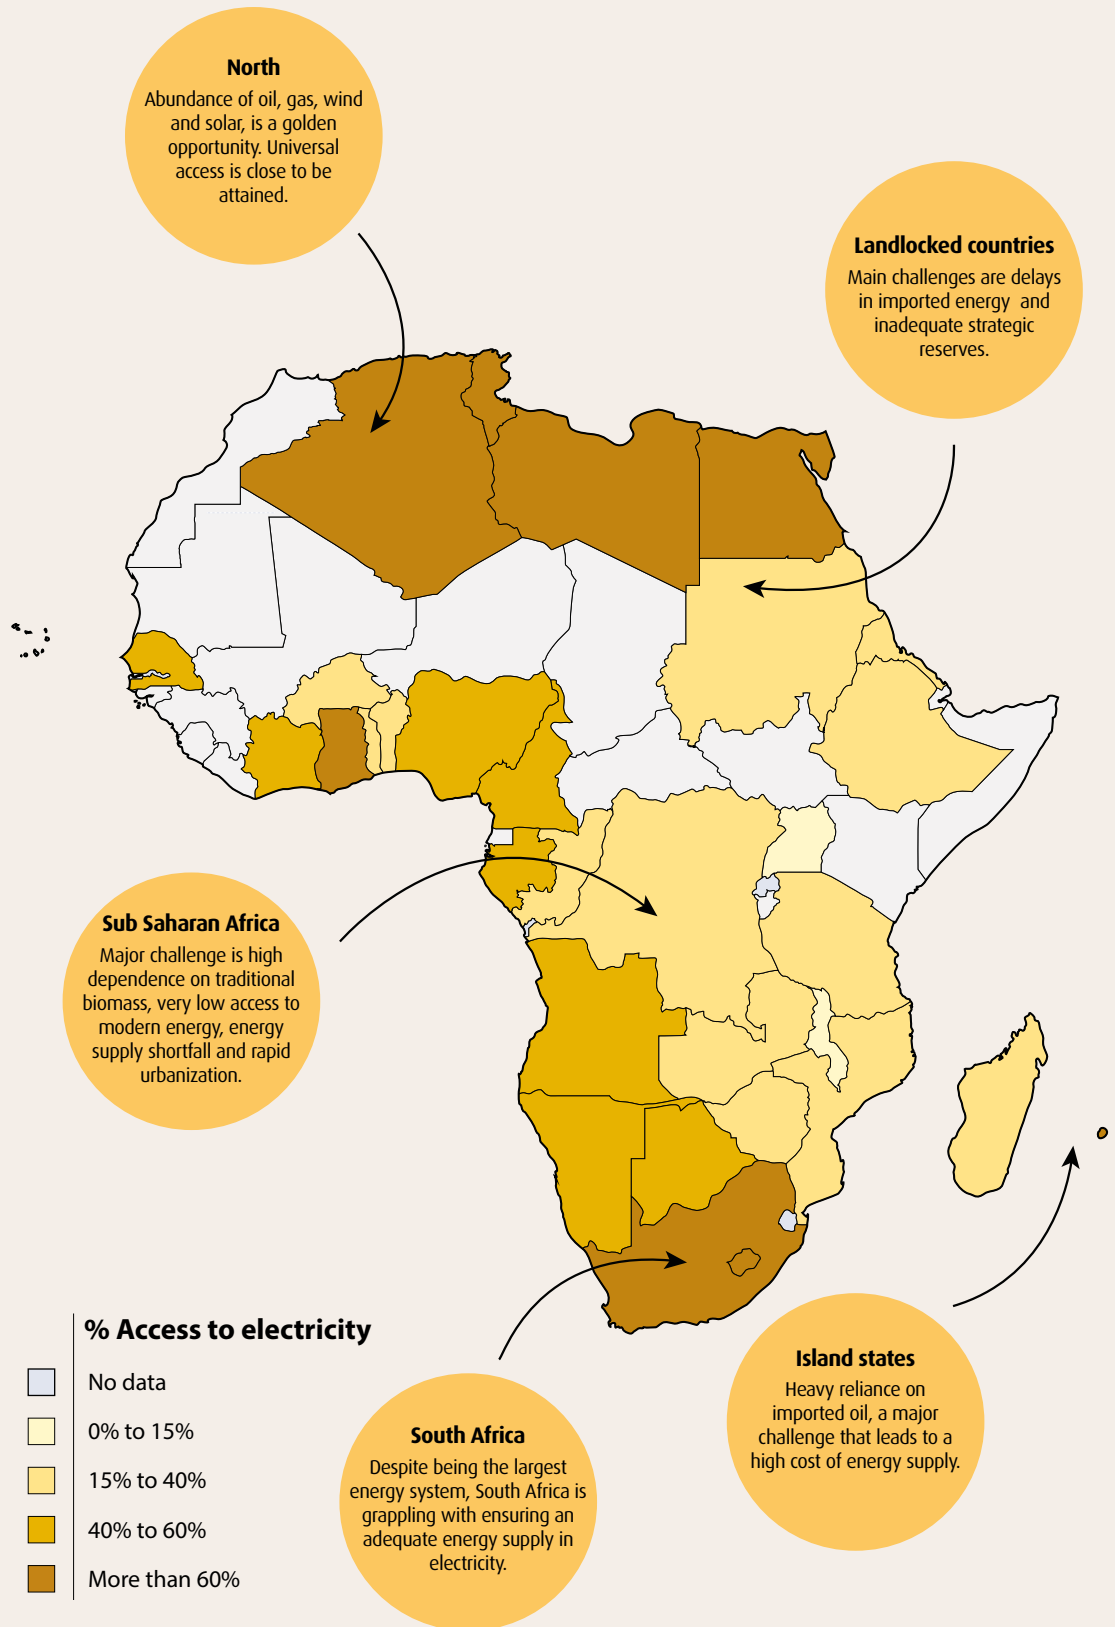 North
Abundance of oil, gas, wind
and solar, is a golden
opportunity. Universal
access is close to be
attained.
Landlocked countries
Main challenges are delays
in imported energy and
inadequate strategic
reserves.
Sub Saharan Africa
Major challenge is high
dependence on traditional
biomass, very low access to
modern energy, energy
supply shortfall and rapid
urbanization.
% Access to electricity
No data
0% to 15%
15% to 40%
40% to 60%
More than 60%
South Africa
Despite being the largest
energy system, South Africa is
grappling with ensuring an
adequate energy supply in
electricity.
Island states
Heavy reliance on
imported oil, a major
challenge that leads to a
high cost of energy supply.